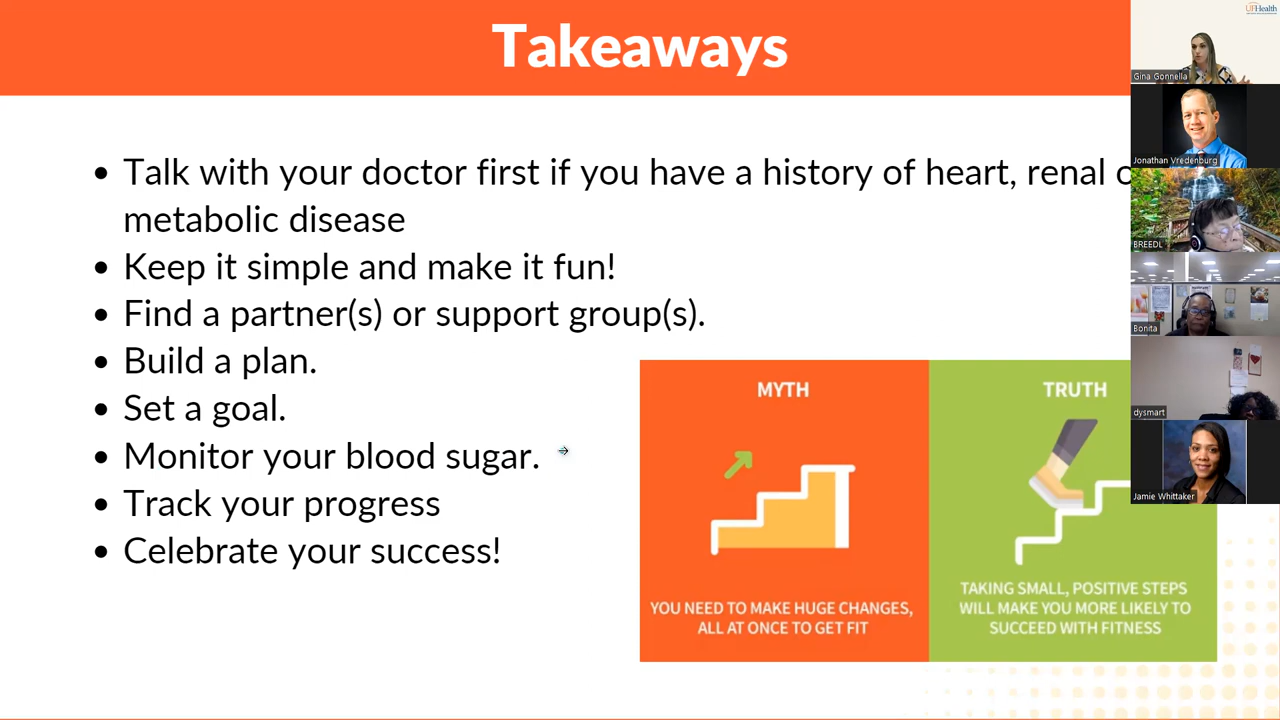 Takeaways
• Talk with your doctor first if you have a history of heart, renal
metabolic disease
• Keep it simple and make it fun!
• Find a partner(s) or support group(s).
• Build a plan.
• Set a goal.
• Monitor your blood sugar.
• Track your progress
• Celebrate your success!
MYTH
YOU NEED TO MAKE HUGE CHANGES,
ALL AT ONCE TO GET FIT
TRUTH
TAKING SMALL, POSITIVE STEPS
WILL MAKE YOU MORE LIKELY TO
SUCCEED WITH FITNESS
UFHealth
Gina Gonnella
Jonathan Vredenburg
BREEDL
Bonita
dysmart
Jamie Whittaker